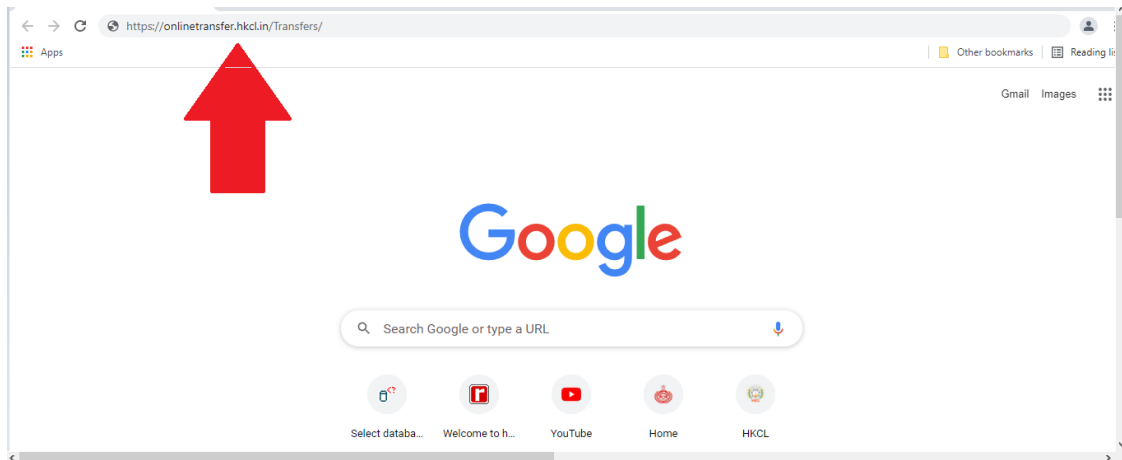 https://onlinetransfer.hkcl.in/Transfers/
Apps
Other bookmarks
Reading lis
Gmail Images
Google
Search Google or type a URL
Select databa... Welcome to h... YouTube Home HKCL